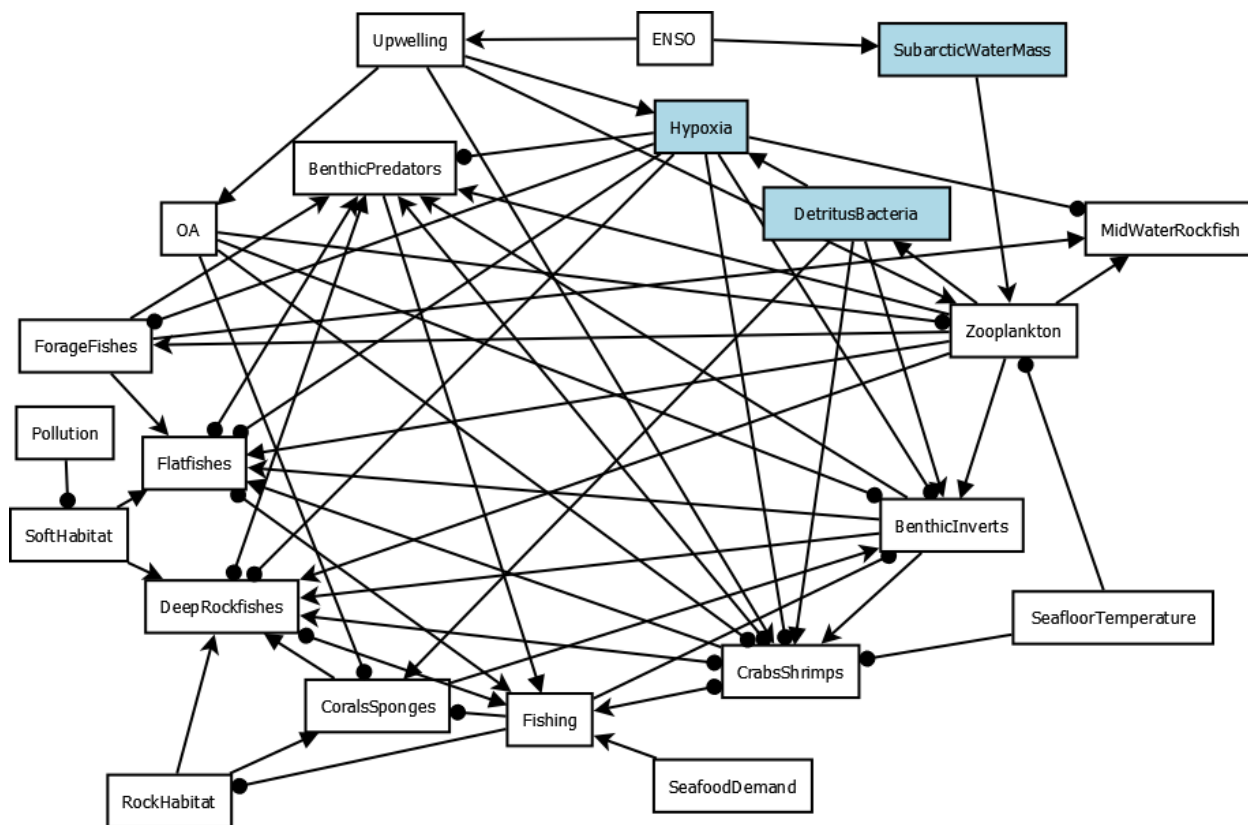 Upwelling
ENSO
SubarcticWaterMass
Hypoxia
BenthicPredators
DetritusBacteria
OA
MidWaterRockfish
ForageFishes
Zooplankton
Pollution
Flatfishes
SoftHabitat
BenthicInverts
DeepRockfishes
SeafloorTemperature
CrabsShrimps
CoralsSponges
Fishing
RockHabitat
SeafoodDemand